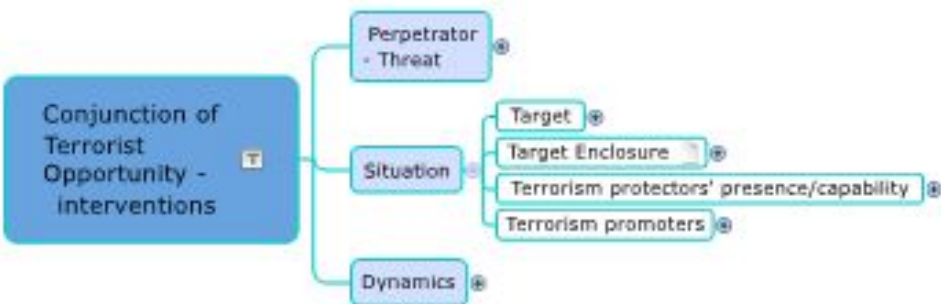 Conjunction of
Terrorist
Opportunity -
interventions
T
Perpetrator
- Threat
Situation
Target
Target Enclosure
Terrorism protectors' presence/capability
Terrorism promoters
Dynamics